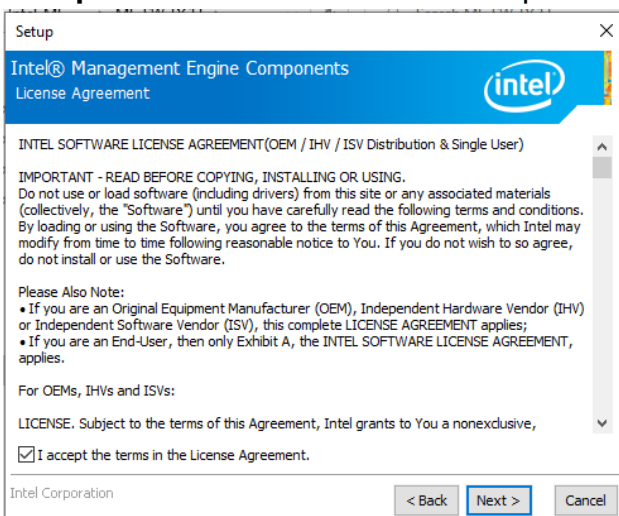 Setup
Intel® Management Engine Components
License Agreement
intel
INTEL SOFTWARE LICENSE AGREEMENT(OEM / IHV / ISV Distribution & Single User)
IMPORTANT - READ BEFORE COPYING, INSTALLING OR USING.
Do not use or load software (including drivers) from this site or any associated materials
(collectively, the "Software") until you have carefully read the following terms and conditions.
By loading or using the Software, you agree to the terms of this Agreement, which Intel may
modify from time to time following reasonable notice to You. If you do not wish to so agree,
do not install or use the Software.
Please Also Note:
• If you are an Original Equipment Manufacturer (OEM), Independent Hardware Vendor (IHV)
or Independent Software Vendor (ISV), this complete LICENSE AGREEMENT applies;
• If you are an End-User, then only Exhibit A, the INTEL SOFTWARE LICENSE AGREEMENT,
applies.
For OEMs, IHVs and ISVs:
LICENSE. Subject to the terms of this Agreement, Intel grants to You a nonexclusive,
I accept the terms in the License Agreement.
Intel Corporation
< Back Next > Cancel